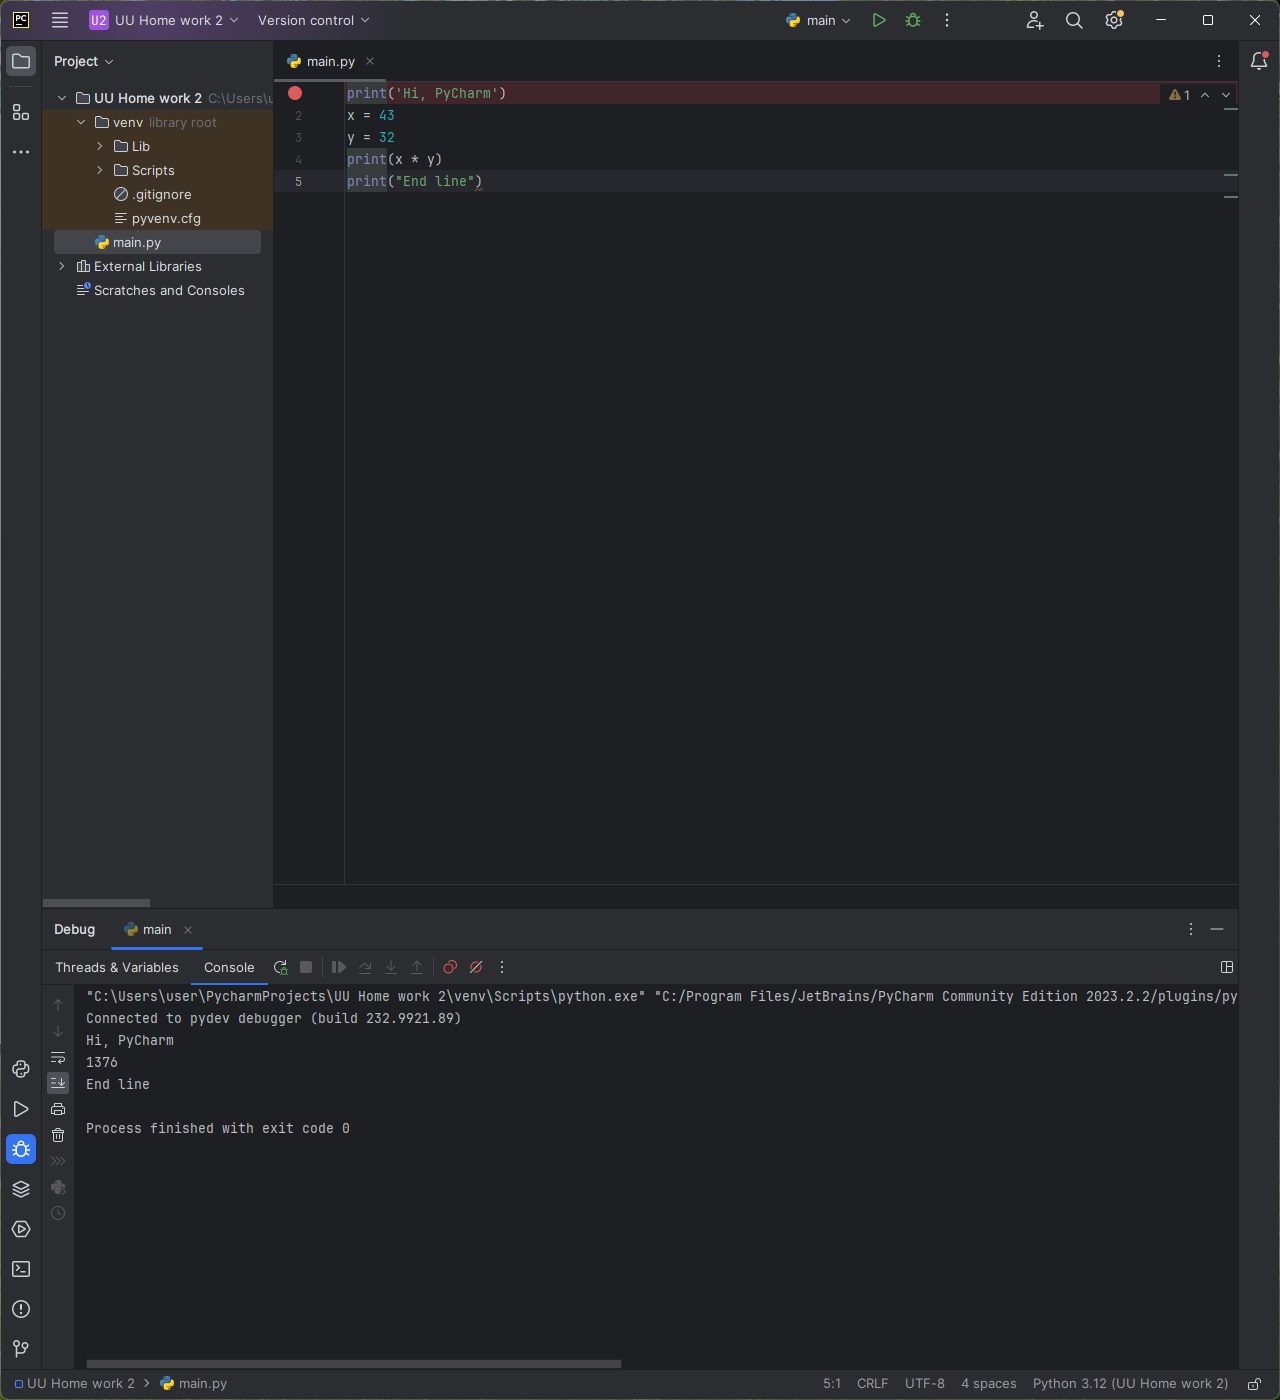 PC
U2 UU Home work 2 Version control main
Project
main.py
UU Home work 2 C:\Users\u
venv library root
Lib
Scripts
.gitignore
pyvenv.cfg
main.py
External Libraries
Scratches and Consoles
print('Hi, PyCharm')
1
2 x = 43
3 y = 32
4 print(x * y)
5 print("End line")
Debug main
Threads & Variables Console
"C:\Users\user\PycharmProjects\UU Home work 2\venv\Scripts\python.exe" "C:/Program Files/JetBrains/PyCharm Community Edition 2023.2.2/plugins/py
Connected to pydev debugger (build 232.9921.89)
Hi, PyCharm
1376
End line
Process finished with exit code 0
UU Home work 2 > main.py 5:1 CRLF UTF-8 4 spaces Python 3.12 (UU Home work 2)